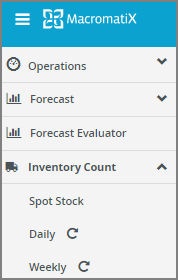 MacromatiX
Operations
Forecast
Forecast Evaluator
Inventory Count
Spot Stock
Daily
Weekly